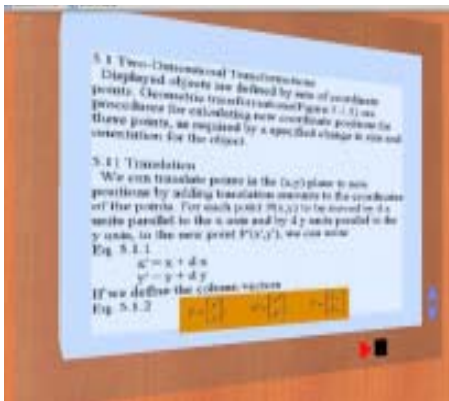 5.1 Two-Dimensional Transformations
Displayed objects are defined by sets of coordinate
points. Geometric transformations(Figure 5.1.1) are
procedures for calculating new coordinate positions for
these points, as required by a specified change in size and
orientation for the object.
5.11 Translation
We can translate points in the (x,y) plane to new
positions by adding translation amounts to the coordinates
of the points. For each point P(x,y) to be moved by d x
units parallel to the x axis and by d y units parallel to the
y axis, to the new point P'(x',y'), we can write
Eq. 5.1.1
x'=x+dx
y'=y+dy
If we define the column vectors
Eq. 5.1.2